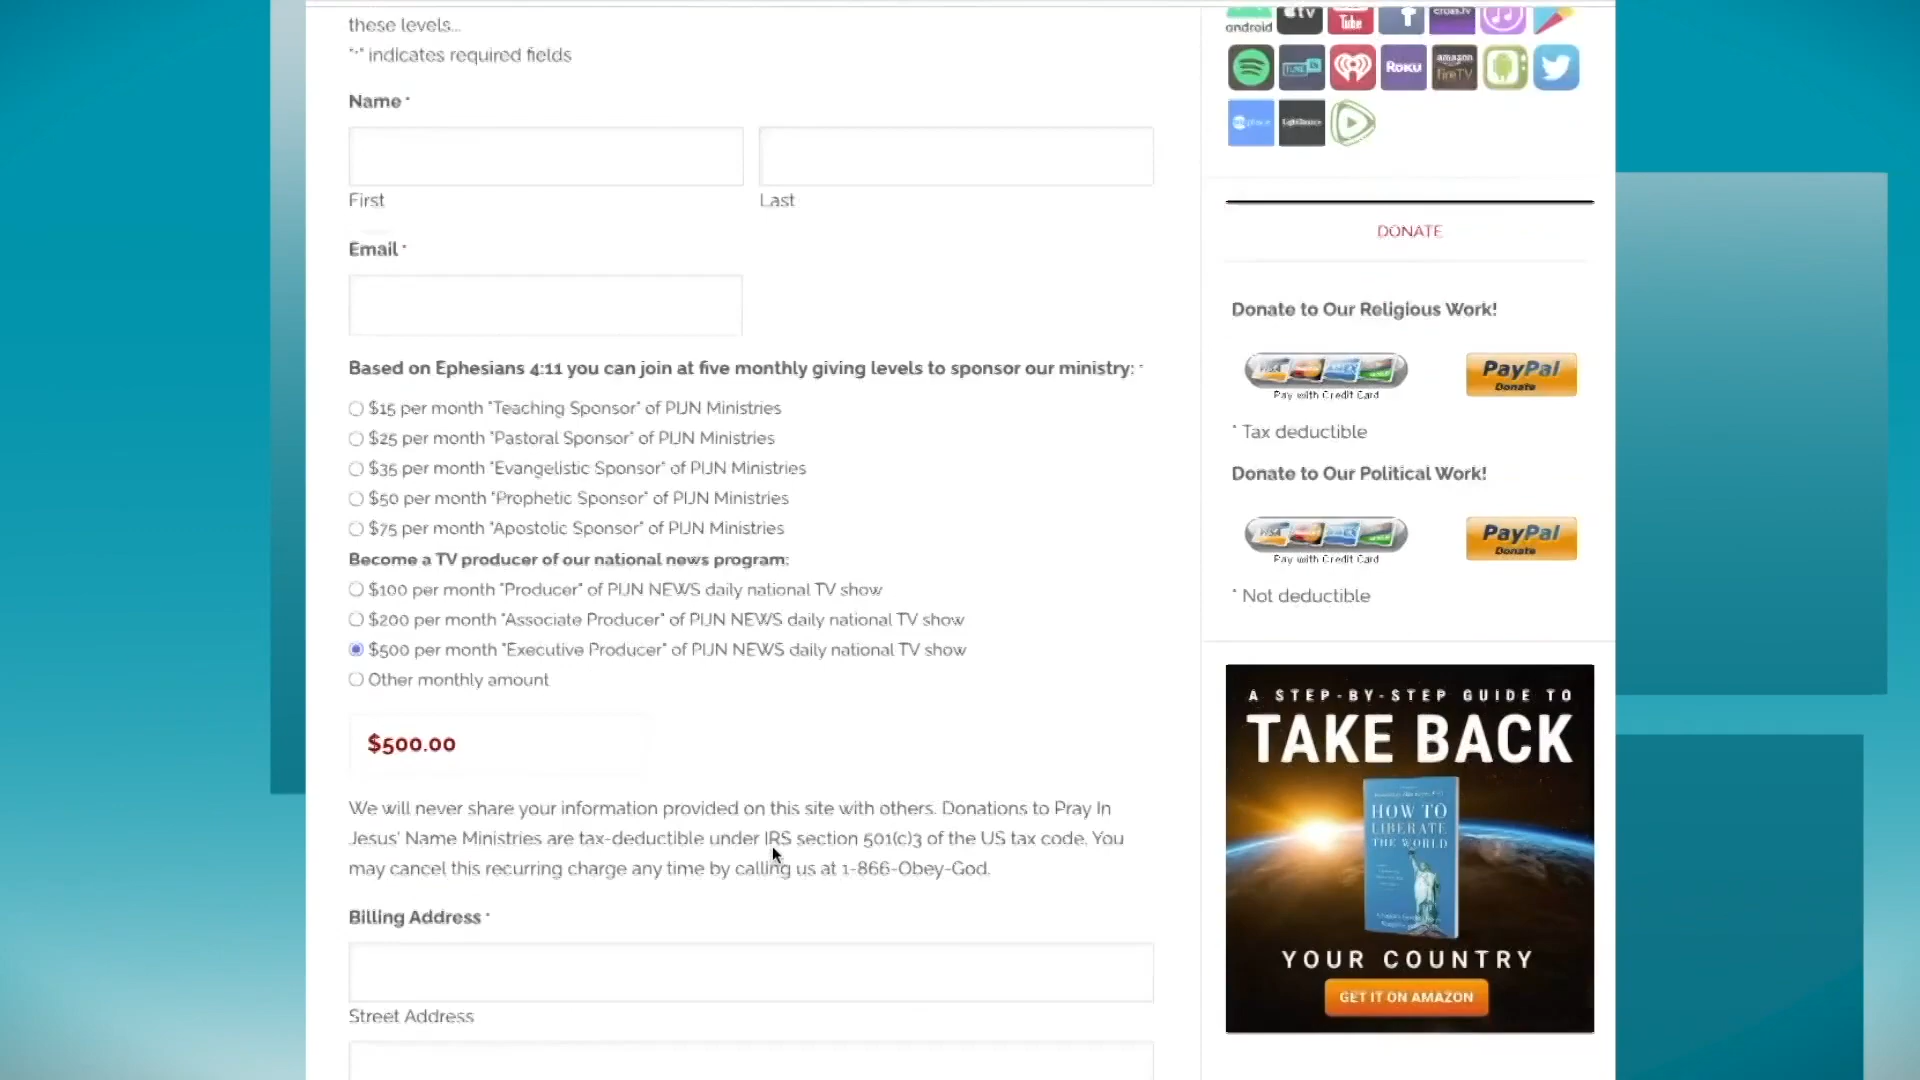 these levels...
"*" indicates required fields
Name *
First
Last
Email *
Based on Ephesians 4:11 you can join at five monthly giving levels to sponsor our ministry: *
$15 per month "Teaching Sponsor" of PIJN Ministries
$25 per month "Pastoral Sponsor" of PIJN Ministries
$35 per month "Evangelistic Sponsor" of PIJN Ministries
$50 per month "Prophetic Sponsor" of PIJN Ministries
$75 per month "Apostolic Sponsor" of PIJN Ministries
Become a TV producer of our national news program:
$100 per month "Producer" of PIJN NEWS daily national TV show
$200 per month "Associate Producer" of PIJN NEWS daily national TV show
$500 per month "Executive Producer" of PIJN NEWS daily national TV show
Other monthly amount
$500.00
We will never share your information provided on this site with others. Donations to Pray In
Jesus' Name Ministries are tax-deductible under IRS section 501(c)3 of the US tax code. You
may cancel this recurring charge any time by calling us at 1-866-Obey-God.
Billing Address *
Street Address
android
tv
Tube
f
TUNE IN
ROKU
amazon
fireTV
DONATE
Donate to Our Religious Work!
VISA
Pay with Credit Card
PayPal
Donate
* Tax deductible
Donate to Our Political Work!
VISA
Pay with Credit Card
PayPal
Donate
* Not deductible
A STEP-BY-STEP GUIDE TO
TAKE BACK
HOW TO
LIBERATE
THE WORLD
YOUR COUNTRY
GET IT ON AMAZON